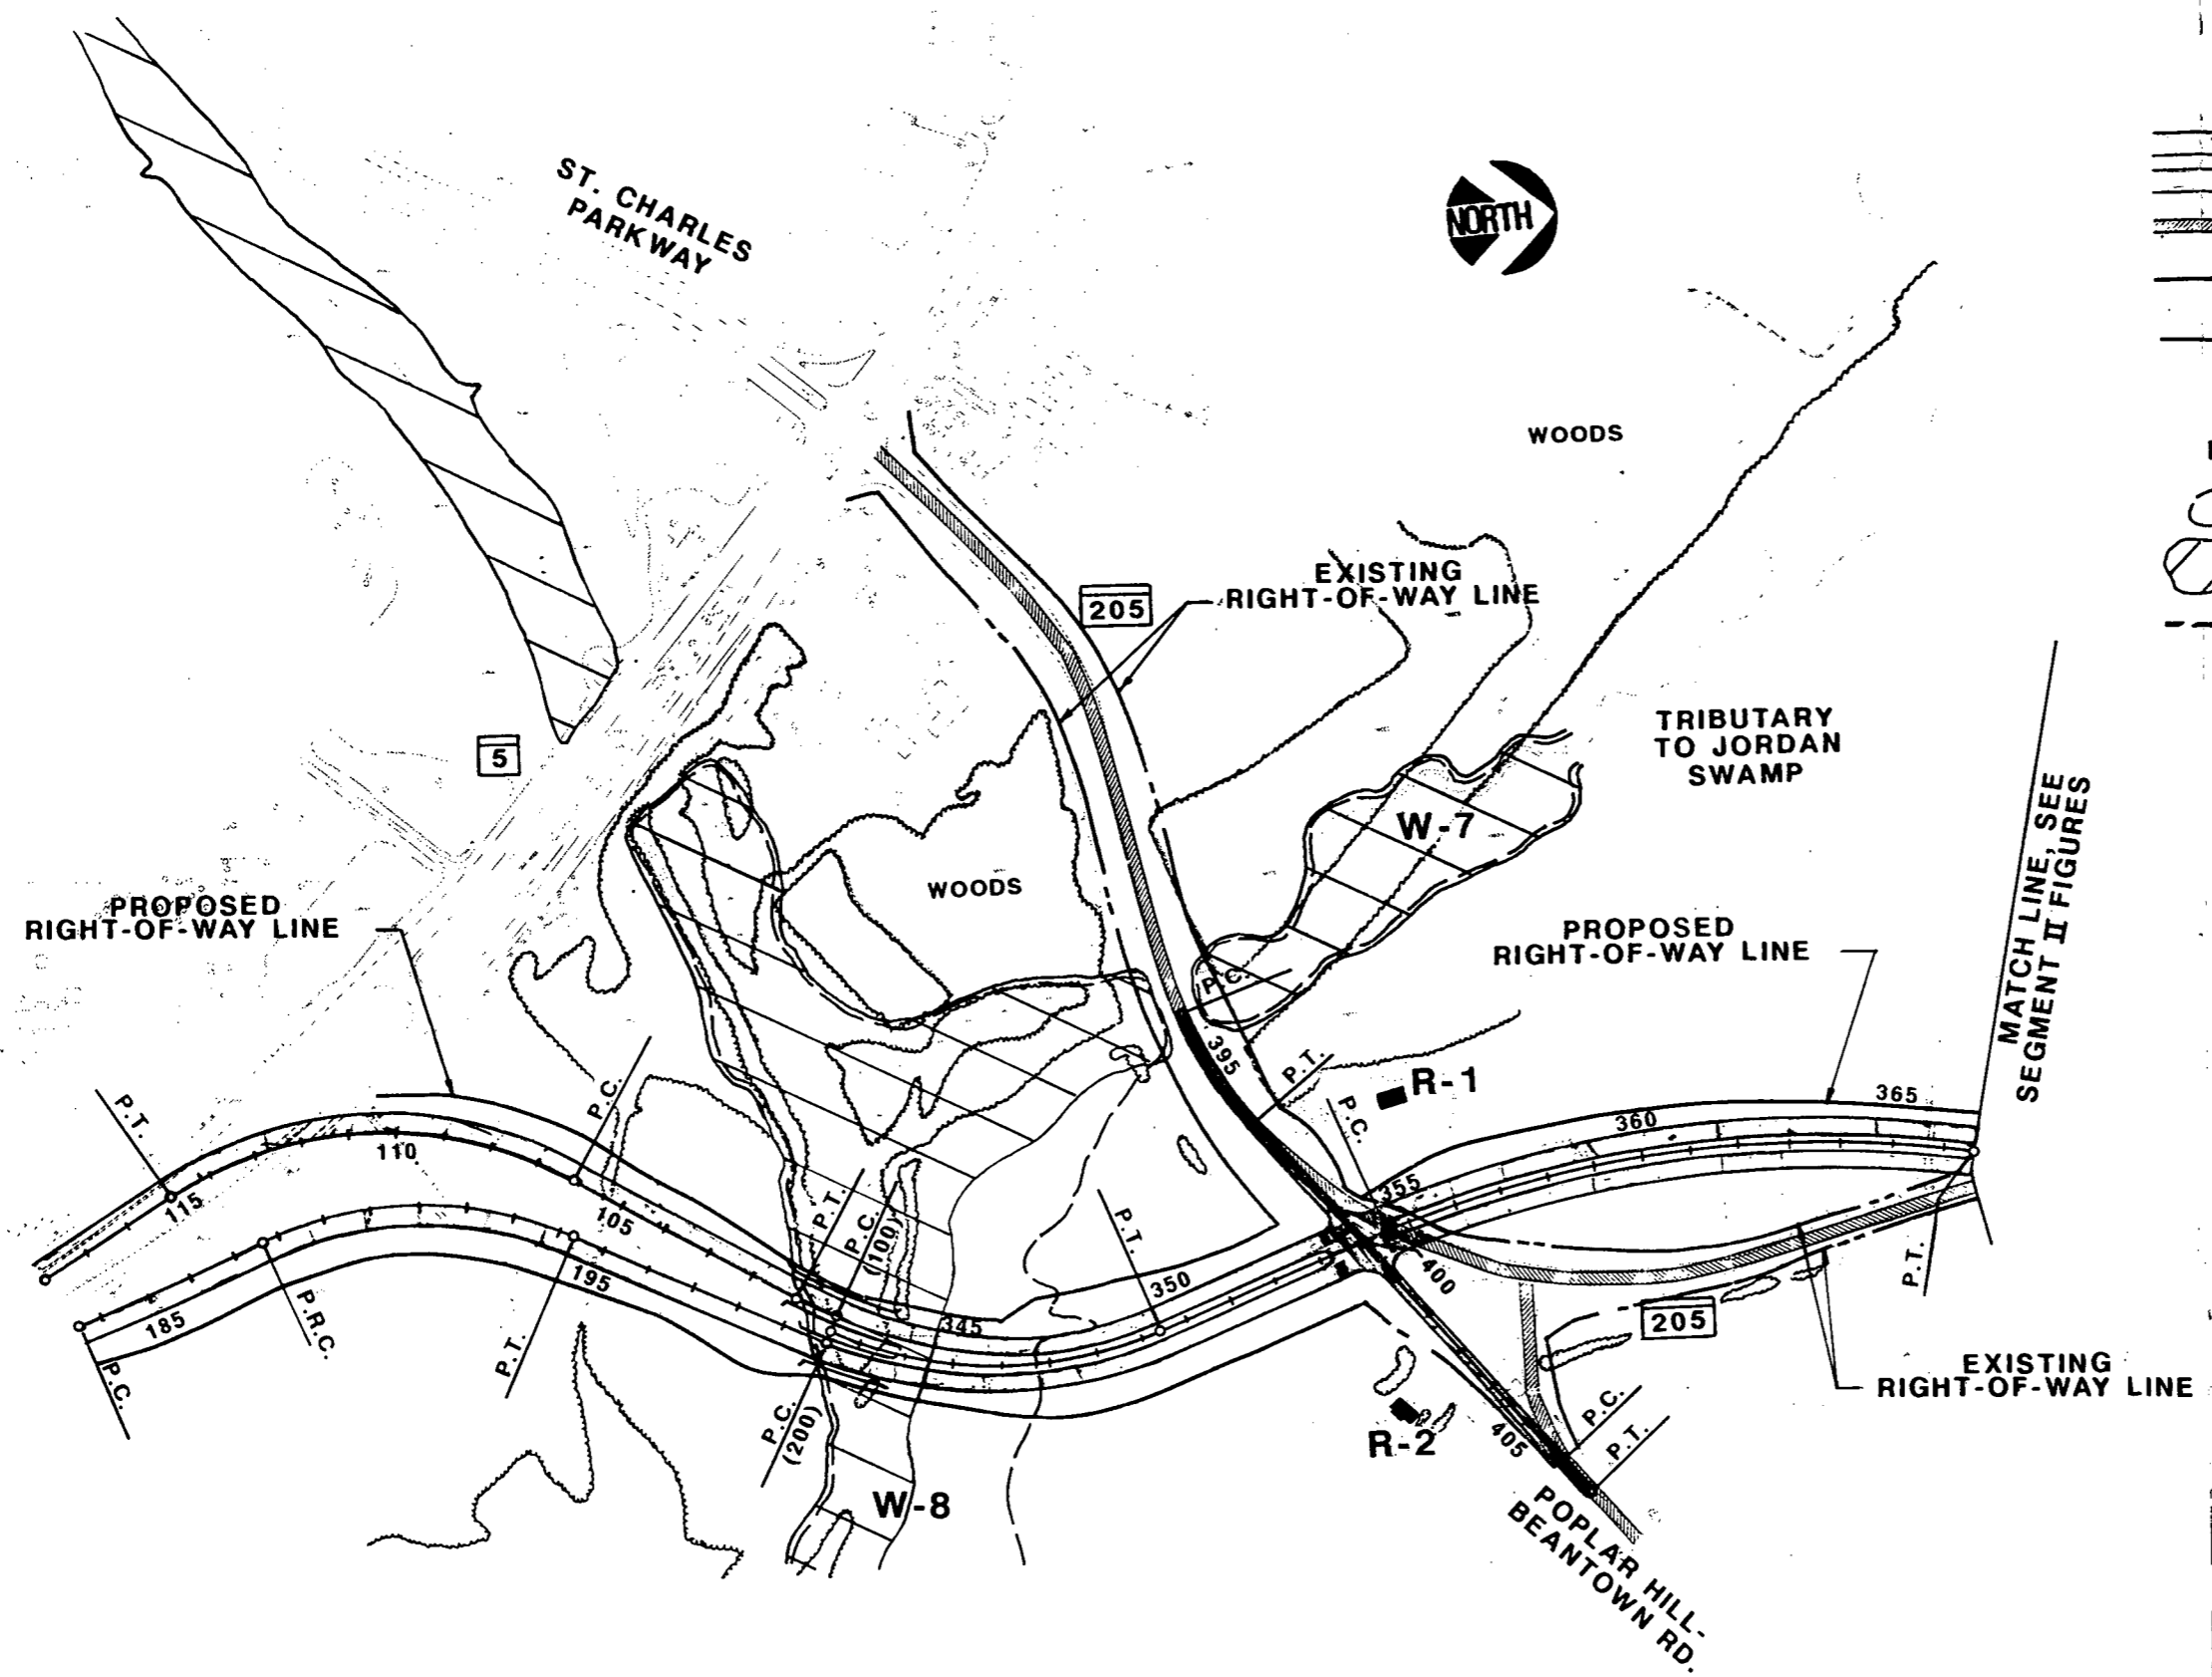 ST. CHARLES
PARKWAY
NORTH
WOODS
EXISTING
RIGHT-OF-WAY LINE
205
TRIBUTARY
TO JORDAN
SWAMP
5
W-7
MATCH LINE, SEE
SEGMENT II FIGURES
WOODS
PROPOSED
RIGHT-OF-WAY LINE
PROPOSED
RIGHT-OF-WAY LINE
P.C.
395
P.T.
R-1
P.C.
365
360
355
P.T.
P.C.
110
115
105
P.T.
P.C.
(100)
P.T.
350
345
400
P.T.
205
185
P.R.C.
195
P.T.
P.C.
P.C.
(200)
EXISTING
RIGHT-OF-WAY LINE
R-2
405
P.C.
P.T.
W-8
POPLAR HILL-
BEANTOWN RD.